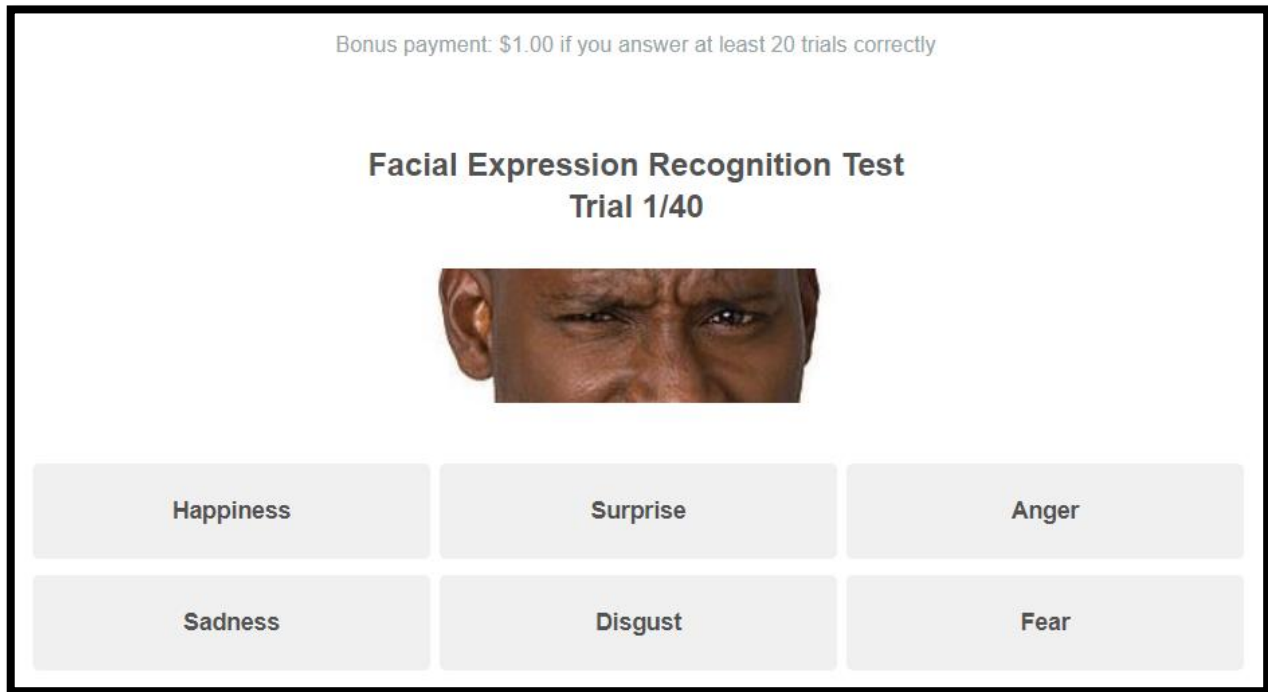 Bonus payment: $1.00 if you answer at least 20 trials correctly
Facial Expression Recognition Test
Trial 1/40
Happiness
Surprise
Anger
Sadness
Disgust
Fear